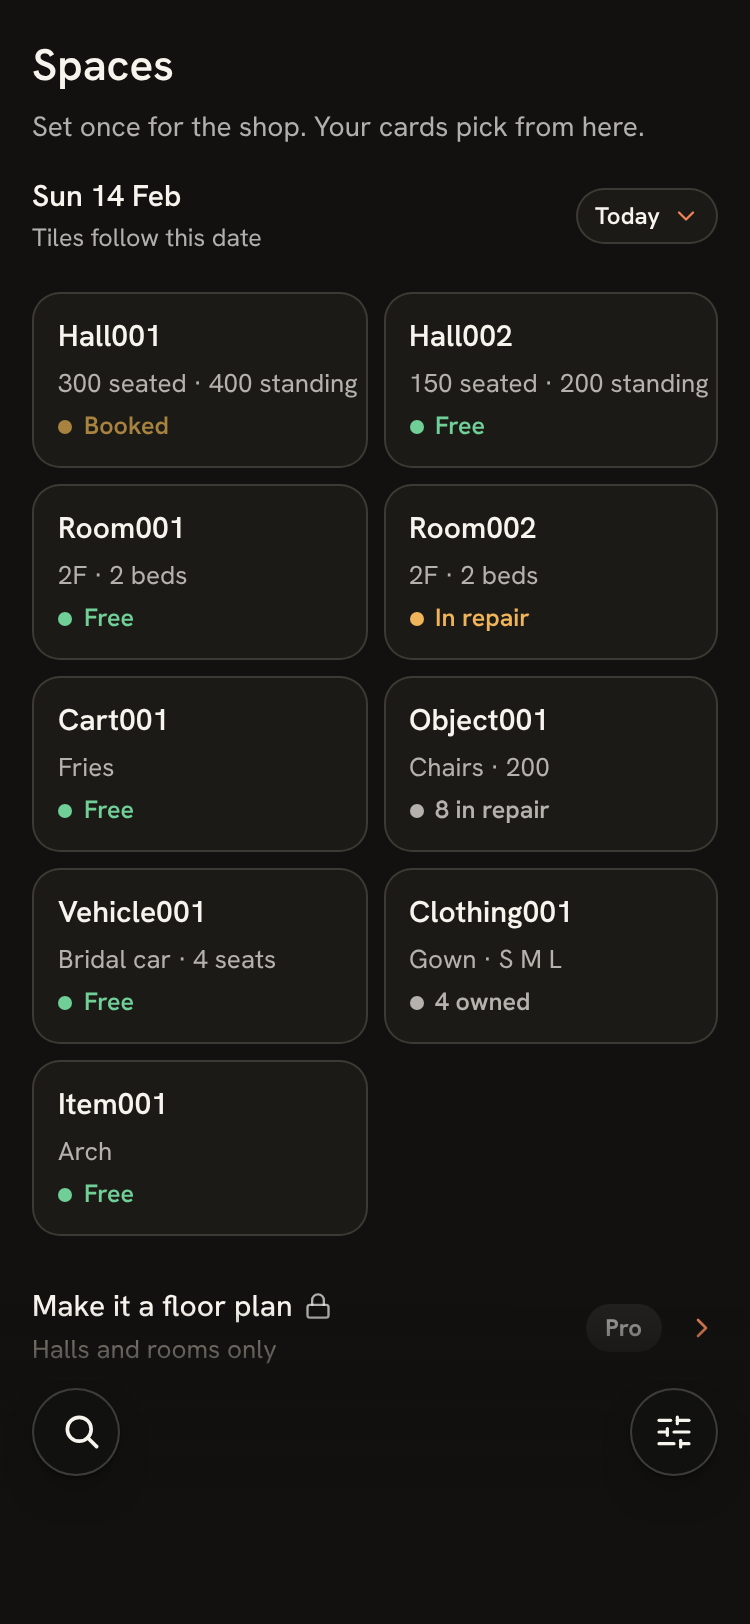 Spaces
Set once for the shop. Your cards pick from here.
Sun 14 Feb
Tiles follow this date
Today
Hall001
300 seated · 400 standing
Booked
Hall002
150 seated · 200 standing
Free
Room001
2F · 2 beds
Free
Room002
2F · 2 beds
In repair
Cart001
Fries
Free
Object001
Chairs · 200
8 in repair
Vehicle001
Bridal car · 4 seats
Free
Clothing001
Gown · S M L
4 owned
Item001
Arch
Free
Make it a floor plan
Halls and rooms only
Pro